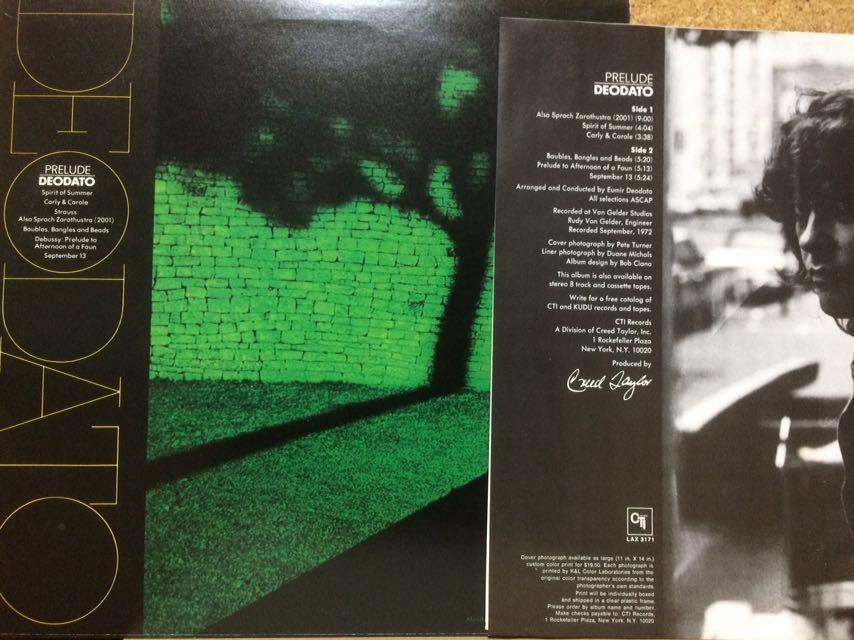 DEODATO
PRELUDE
DEODATO
Spirit of Summer
Carly & Carole
Strauss:
Also Sprach Zarathustra (2001)
Baubles, Bangles and Beads
Debussy: Prelude to
Afternoon of a Faun
September 13
PRELUDE
DEODATO
Side 1
Also Sprach Zarathustra (2001) (9:00)
Spirit of Summer (4:04)
Carly & Carole (3:38)
Side 2
Baubles, Bangles and Beads (5:20)
Prelude to Afternoon of a Faun (5:13)
September 13 (5:24)
Arranged and Conducted by Eumir Deodato
All selections ASCAP
Recorded at Van Gelder Studios
Rudy Van Gelder, Engineer
Recorded September, 1972
Cover photograph by Pete Turner
Liner photograph by Duane Michals
Album design by Bob Ciano
This album is also available on
stereo 8 track and cassette tapes.
Write for a free catalog of
CTI and KUDU records and tapes.
CTI Records
A Division of Creed Taylor, Inc.
1 Rockefeller Plaza
New York, N.Y. 10020
Produced by
Creed Taylor
CTi
LAX 3171
Cover photograph available as large (11 in. X 14 in.)
custom color print for $19.50. Each photograph is
printed by K&L Color Laboratories from the
original color transparency according to the
photographer's own standards.
Print will be individually boxed
and shipped in a clear plastic frame.
Please order by album name and number.
Make checks payable to: CTI Records,
1 Rockefeller Plaza, New York, N.Y. 10020